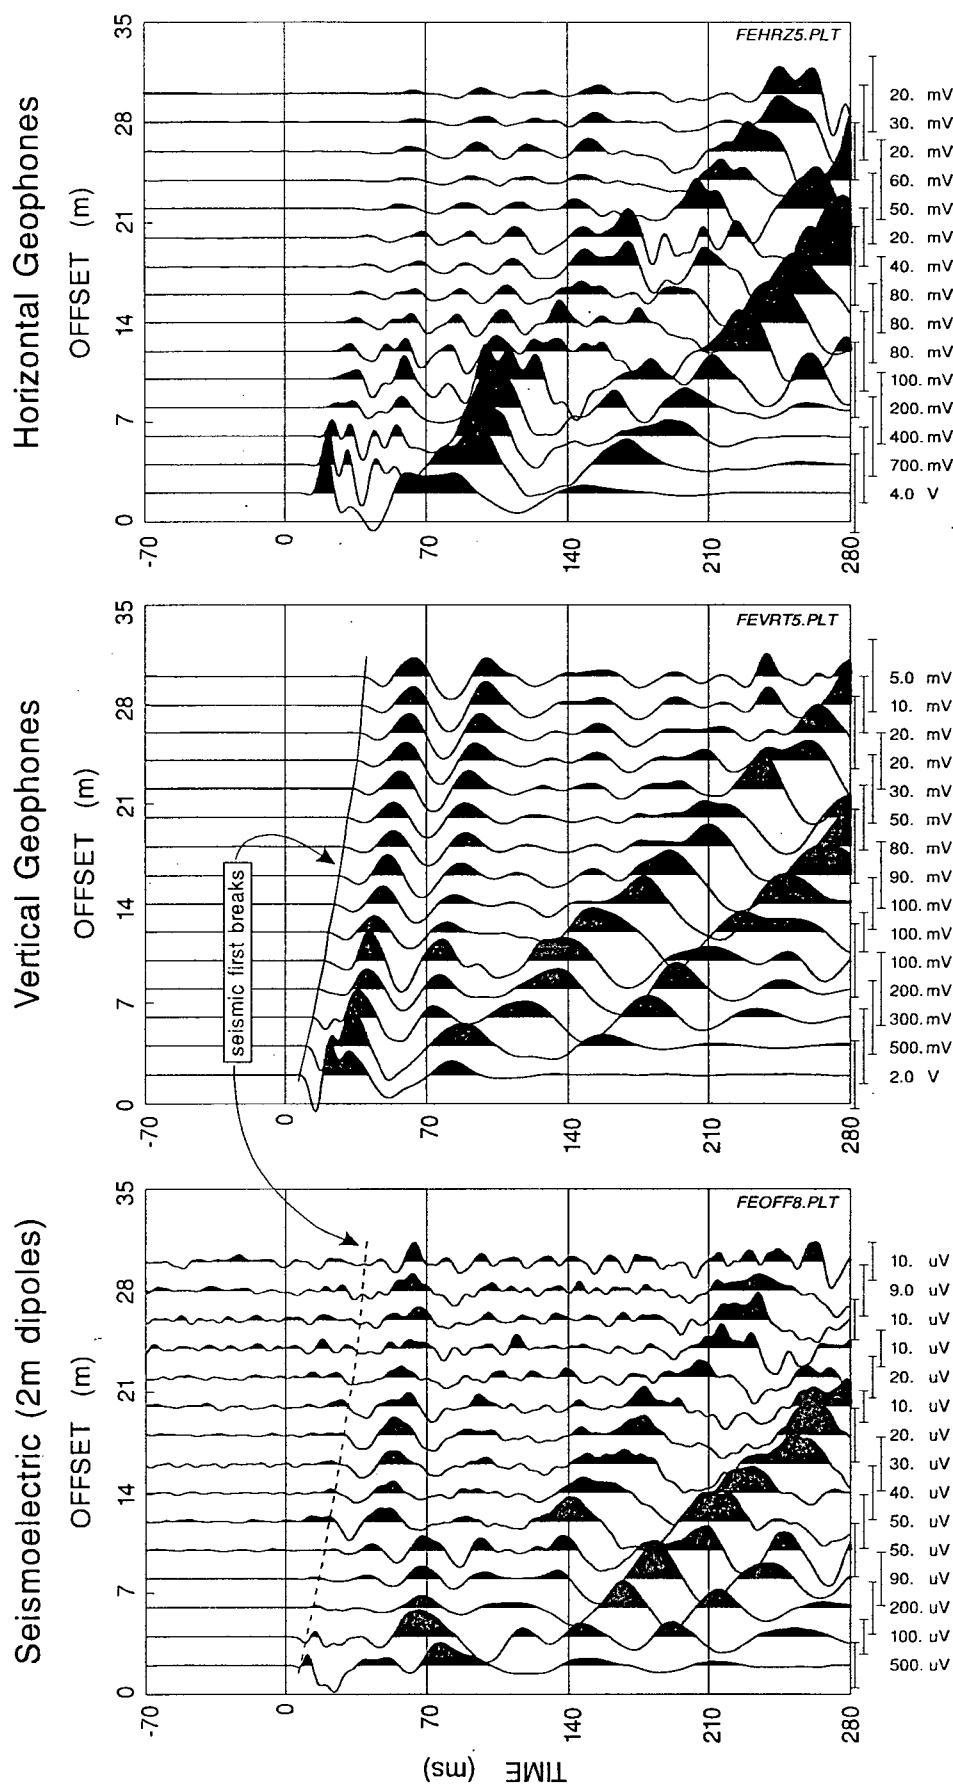 Seismoelectric (2m dipoles)
OFFSET (m)
0 7 14 21 28 35
TIME (ms)
-70
0
70
140
210
280
FEOFF8.PLT
500. uV
100. uV
200. uV
90. uV
50. uV
50. uV
40. uV
30. uV
20. uV
10. uV
20. uV
10. uV
10. uV
9.0 uV
10. uV
seismic first breaks
Vertical Geophones
OFFSET (m)
0 7 14 21 28 35
-70
0
70
140
210
280
FEVRT5.PLT
2.0 V
500. mV
300. mV
200. mV
100. mV
100. mV
100. mV
90. mV
80. mV
50. mV
30. mV
20. mV
20. mV
10. mV
5.0 mV
Horizontal Geophones
OFFSET (m)
0 7 14 21 28 35
-70
0
70
140
210
280
FEHRZ5.PLT
4.0 V
700. mV
400. mV
200. mV
100. mV
80. mV
80. mV
80. mV
40. mV
20. mV
50. mV
60. mV
20. mV
30. mV
20. mV